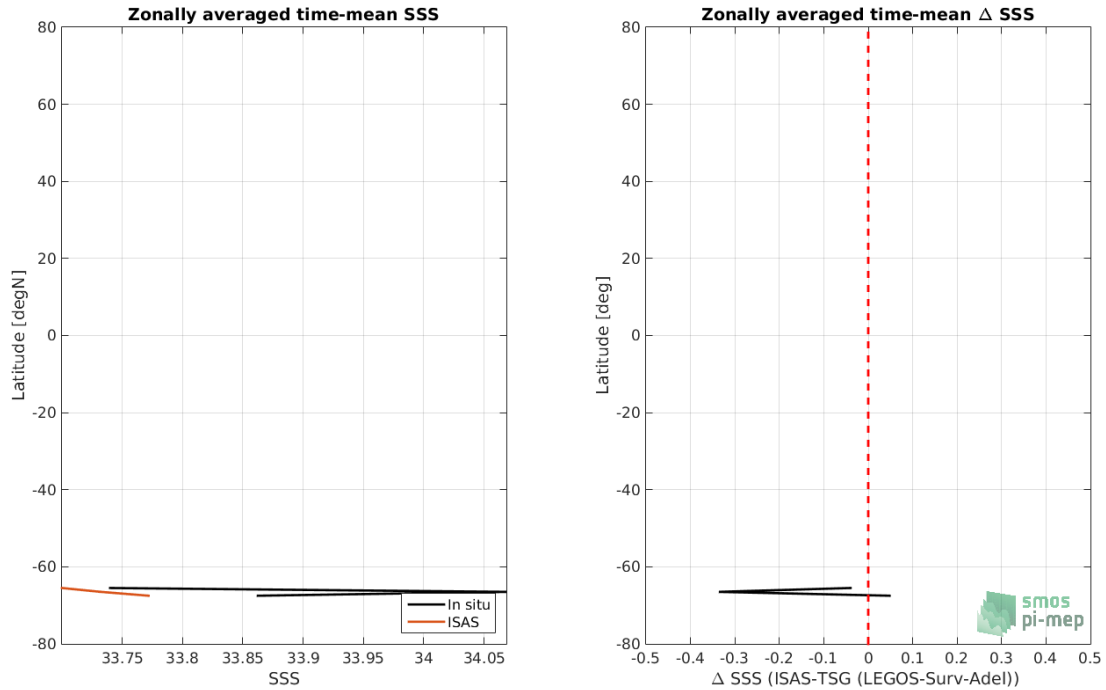 Zonally averaged time-mean SSS
80
60
40
20
0
-20
-40
-60
-80
Latitude [degN]
33.75 33.8 33.85 33.9 33.95 34 34.05
SSS
In situ
ISAS
Zonally averaged time-mean Δ SSS
80
60
40
20
0
-20
-40
-60
-80
Latitude [deg]
-0.5 -0.4 -0.3 -0.2 -0.1 0 0.1 0.2 0.3 0.4 0.5
Δ SSS (ISAS-TSG (LEGOS-Surv-Adel))
smos
pi-mep